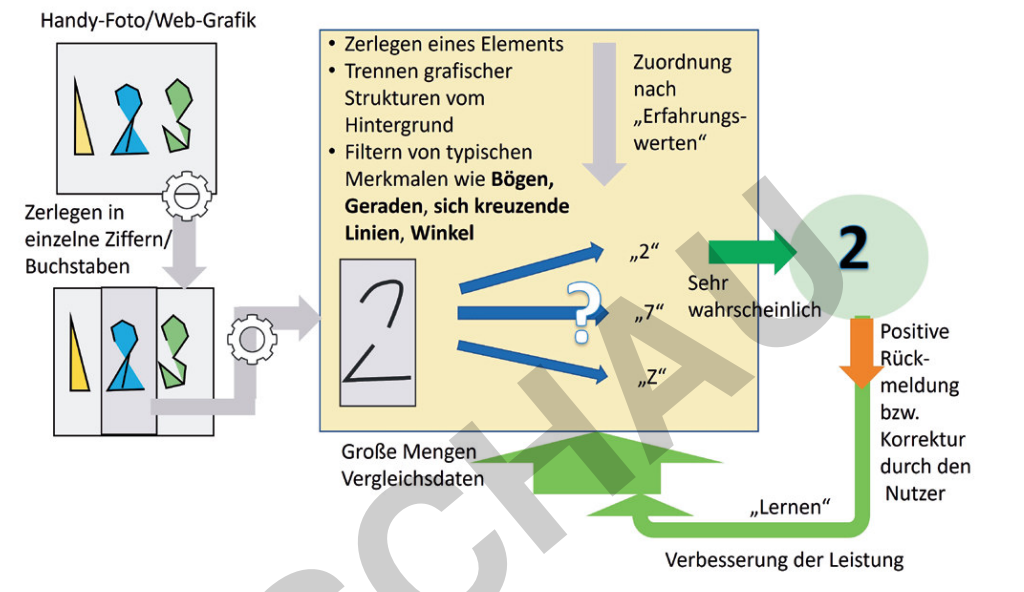 Handy-Foto/Web-Grafik
Zerlegen in
einzelne Ziffern/
Buchstaben
• Zerlegen eines Elements
• Trennen grafischer
Strukturen vom
Hintergrund
• Filtern von typischen
Merkmalen wie Bögen,
Geraden, sich kreuzende
Linien, Winkel
Zuordnung
nach
„Erfahrungs-
werten“
2
?
„2“
„7“
„Z“
Sehr
wahrscheinlich
2
Positive
Rück-
meldung
bzw.
Korrektur
durch den
Nutzer
Große Mengen
Vergleichsdaten
„Lernen“
Verbesserung der Leistung
SCHAU